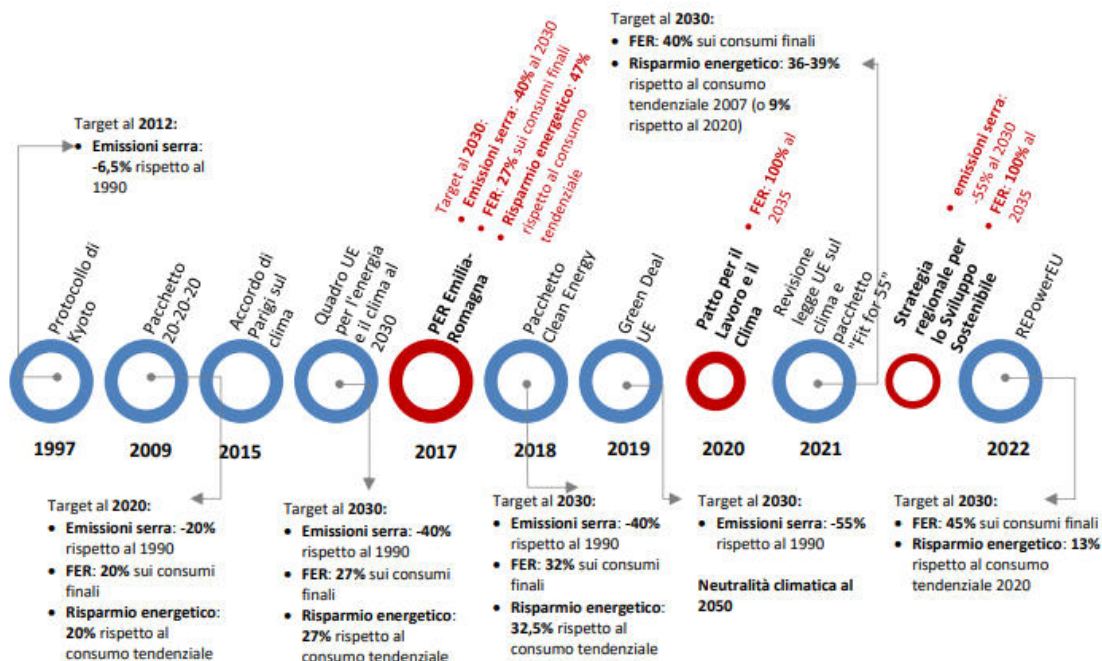 Target al 2012:
• Emissioni serra:
-6,5% rispetto al
1990
Target al 2030:
• Emissioni serra: -40% al 2030
• FER: 27% sui consumi finali
• Risparmio energetico: 47%
rispetto al consumo
tendenziale
Target al 2030:
• FER: 40% sui consumi finali
• Risparmio energetico: 36-39%
rispetto al consumo
tendenziale 2007 (o 9%
rispetto al 2020)
• FER: 100% al
2035
• emissioni serra:
-55% al 2030
• FER: 100% al
2035
Protocollo di
Kyoto
Pacchetto
20-20-20
Accordo di
Parigi sul
clima
Quadro UE
per l'energia
e il clima al
2030
PER Emilia-
Romagna
Pacchetto
Clean Energy
Green Deal
UE
Patto per il
Lavoro e il
Clima
Revisione
legge UE sul
clima e
pacchetto
"Fit for 55"
Strategia
regionale per
lo Sviluppo
Sostenibile
REPowerEU
1997
2009
2015
2017
2018
2019
2020
2021
2022
Target al 2020:
• Emissioni serra: -20%
rispetto al 1990
• FER: 20% sui consumi
finali
• Risparmio energetico:
20% rispetto al
consumo tendenziale
Target al 2030:
• Emissioni serra: -40%
rispetto al 1990
• FER: 27% sui consumi
finali
• Risparmio energetico:
27% rispetto al
consumo tendenziale
Target al 2030:
• Emissioni serra: -40%
rispetto al 1990
• FER: 32% sui consumi
finali
• Risparmio energetico:
32,5% rispetto al
consumo tendenziale
Target al 2030:
• Emissioni serra: -55%
rispetto al 1990
Neutralità climatica al
2050
Target al 2030:
• FER: 45% sui consumi finali
• Risparmio energetico: 13%
rispetto al consumo
tendenziale 2020